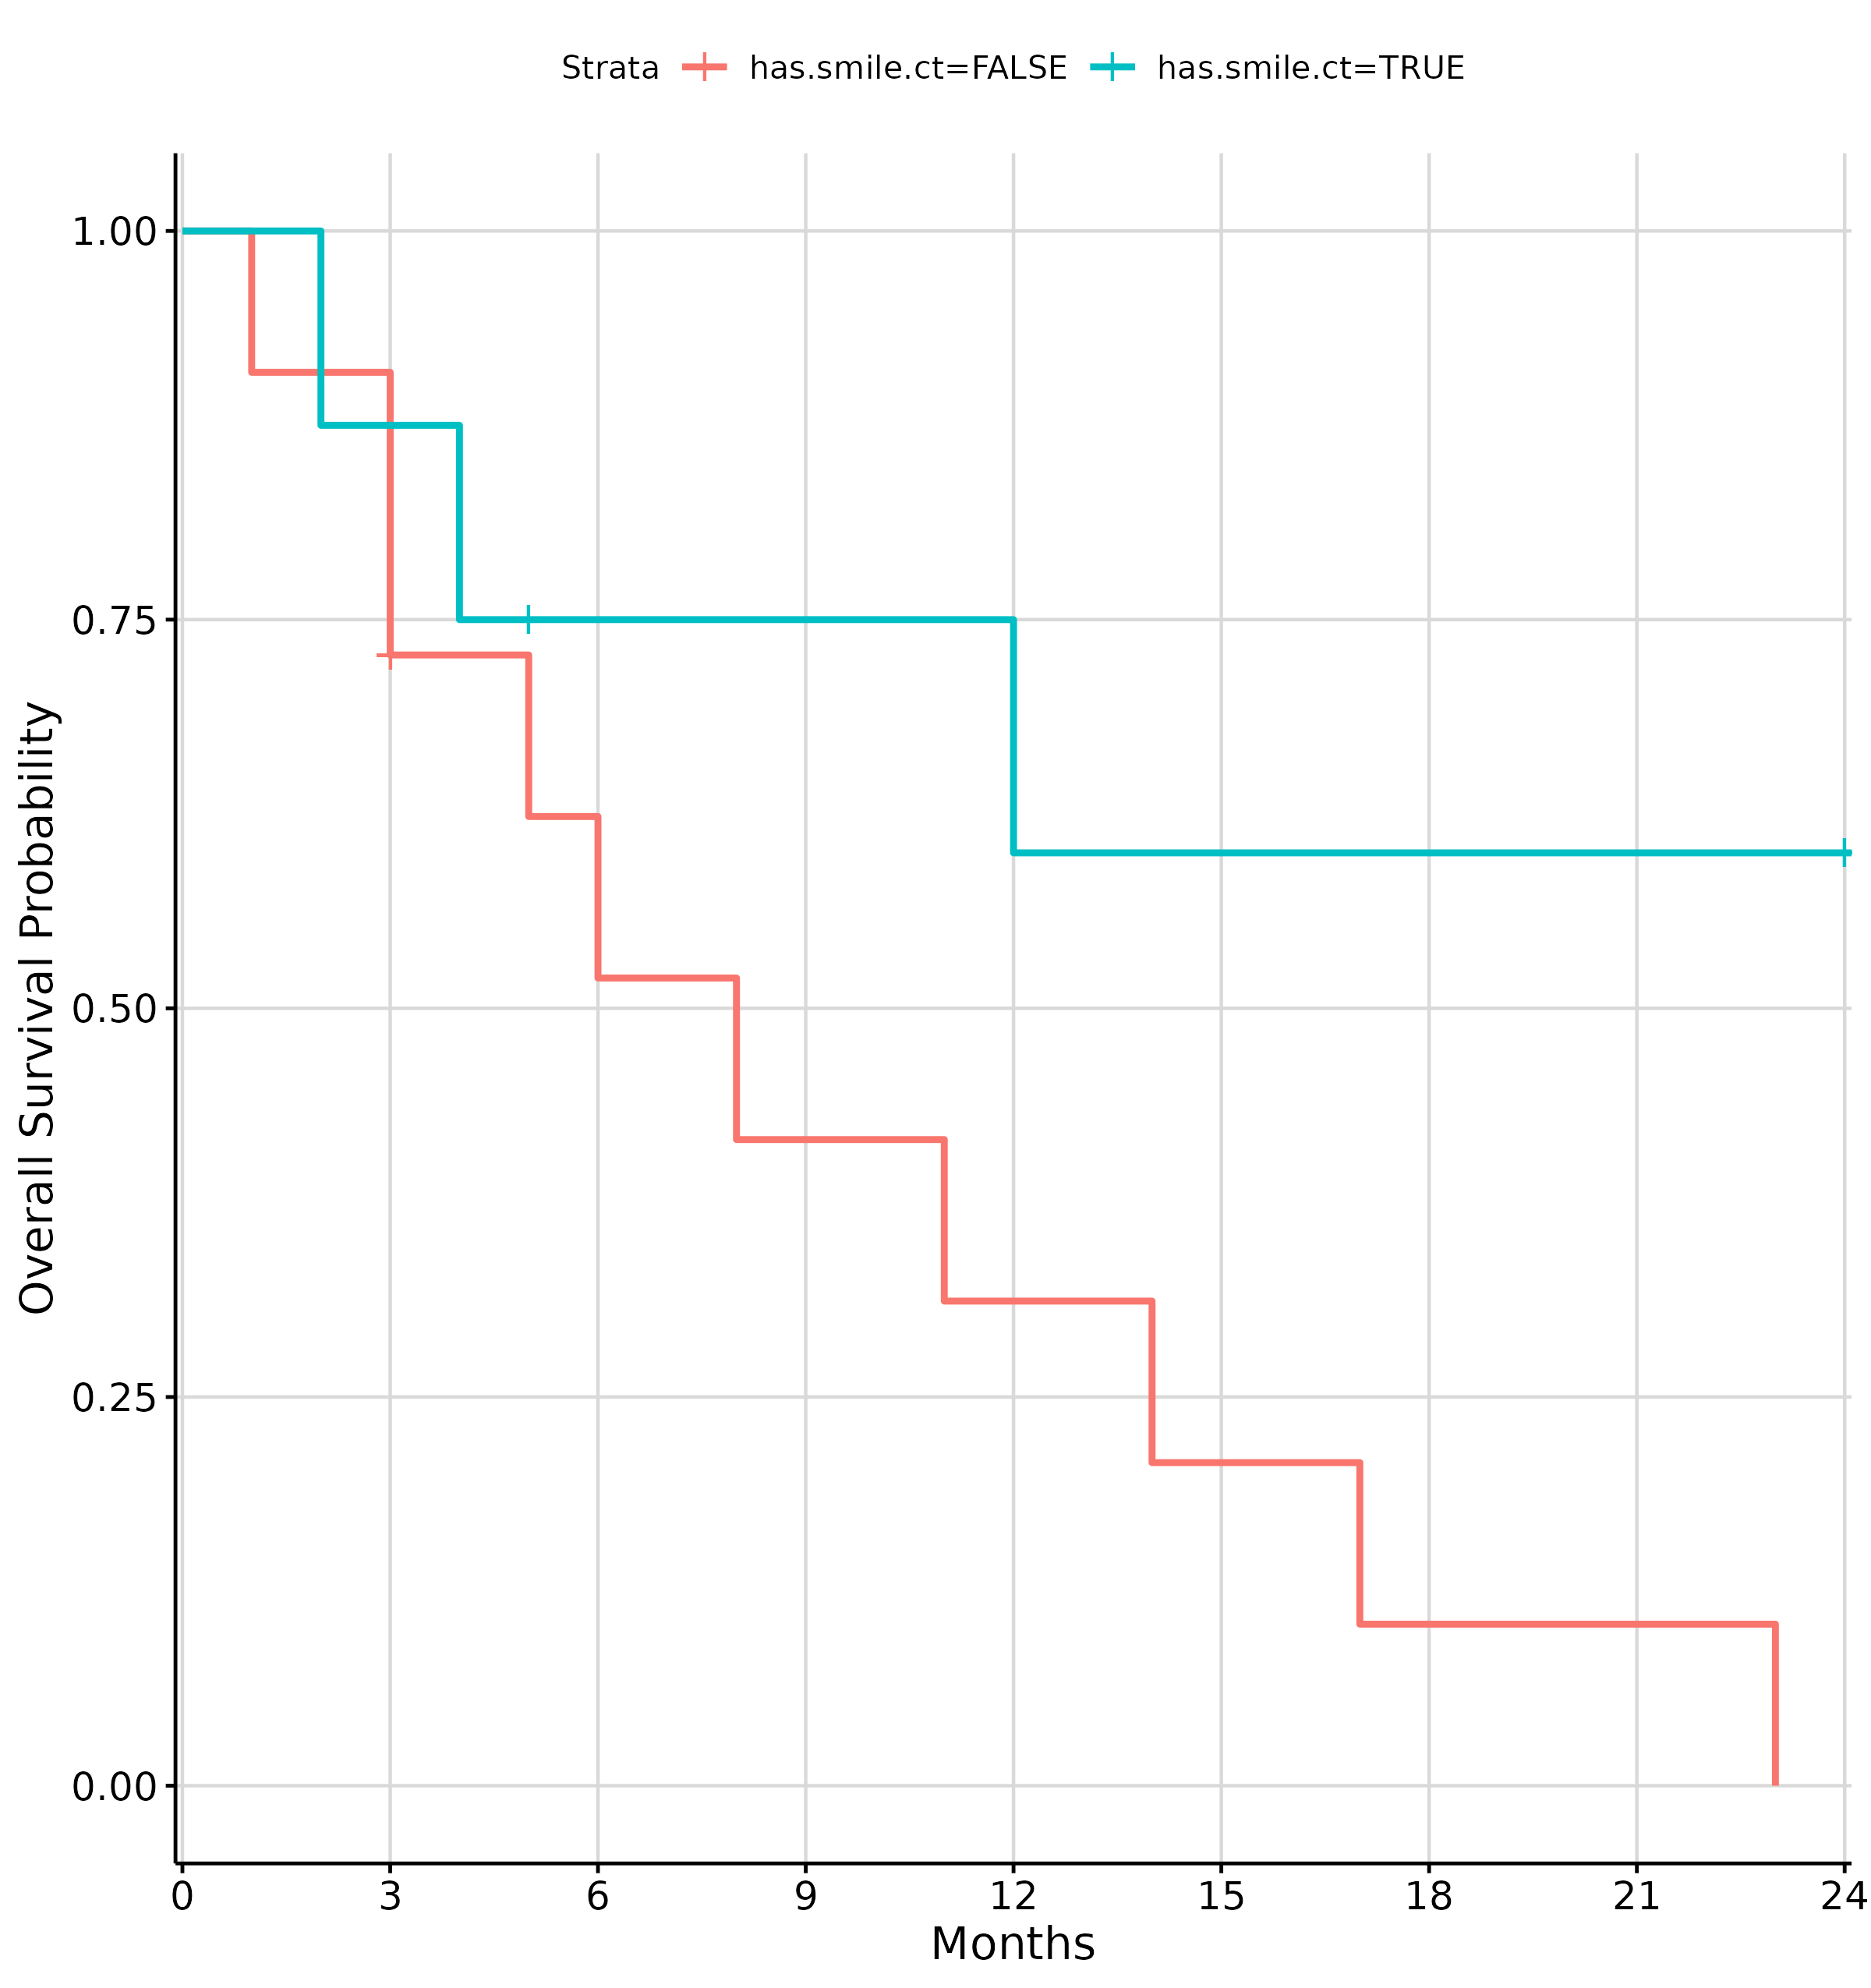 Strata has.smile.ct=FALSE has.smile.ct=TRUE
1.00
0.75
0.50
0.25
0.00
Overall Survival Probability
0 3 6 9 12 15 18 21 24
Months